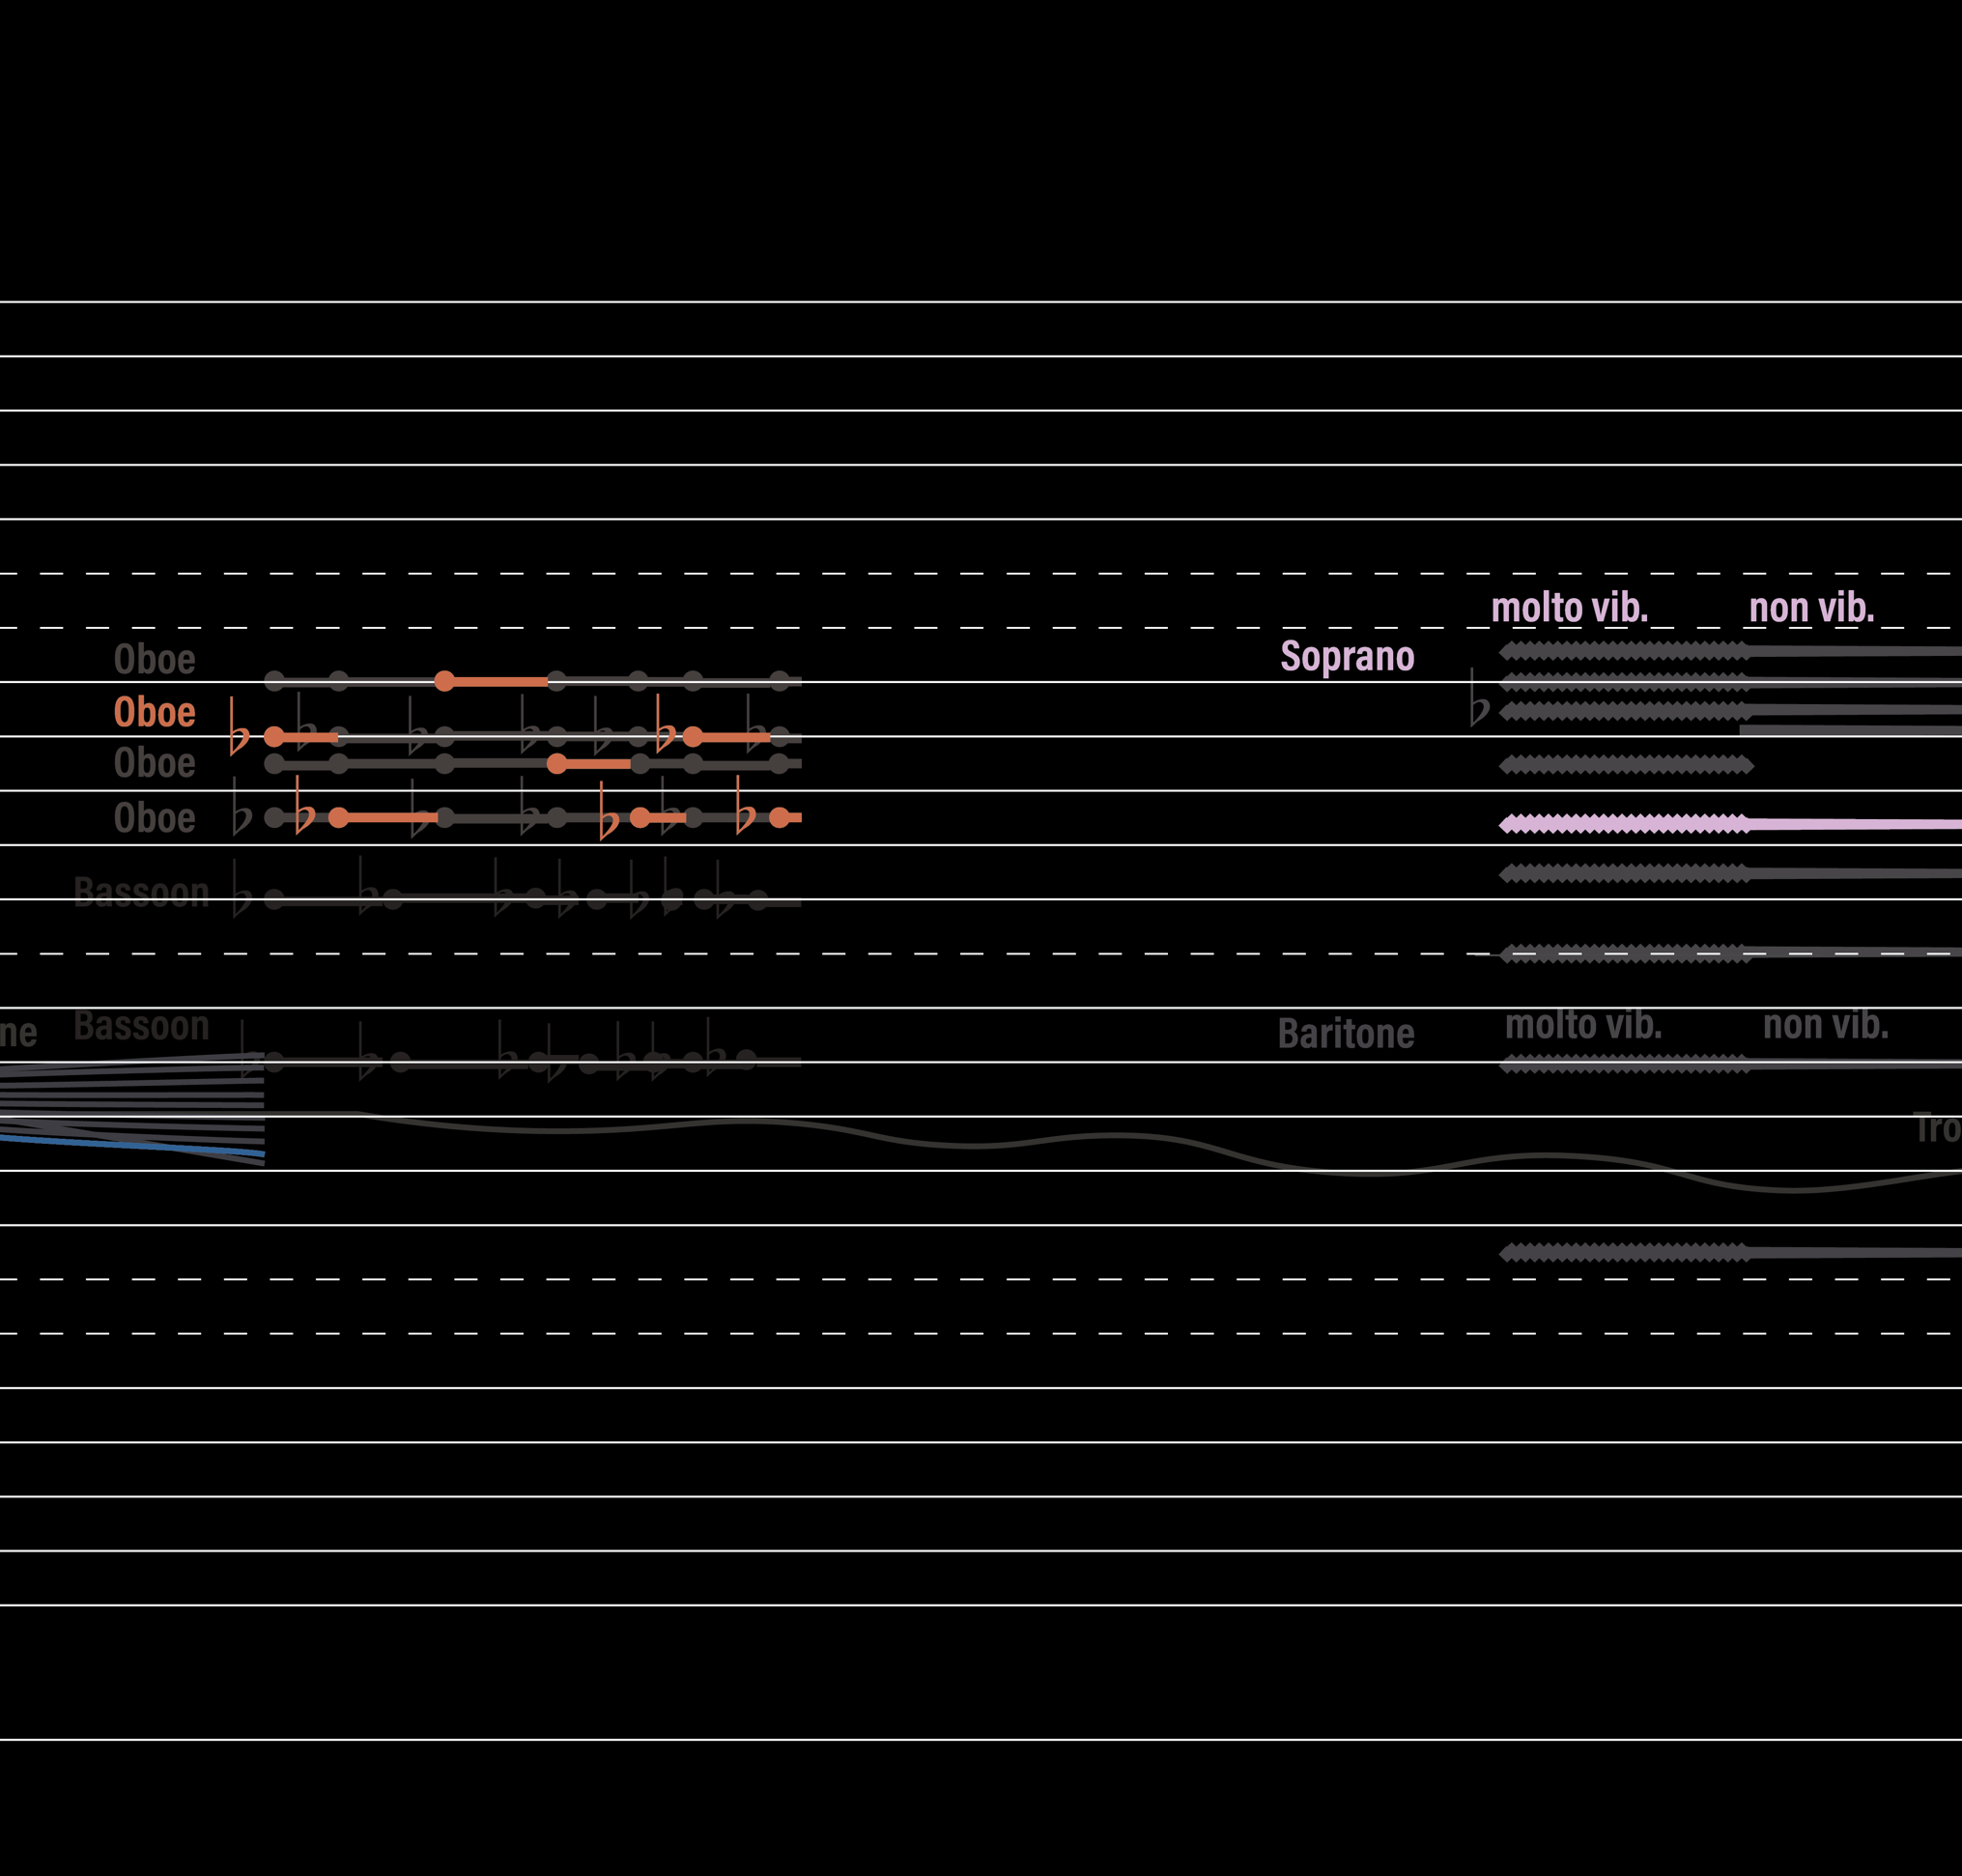 molto vib. non vib.
Oboe
Soprano
Oboe
Oboe
Oboe
Bassoon
Bassoon
ne
Baritone
molto vib. non vib.
Tro